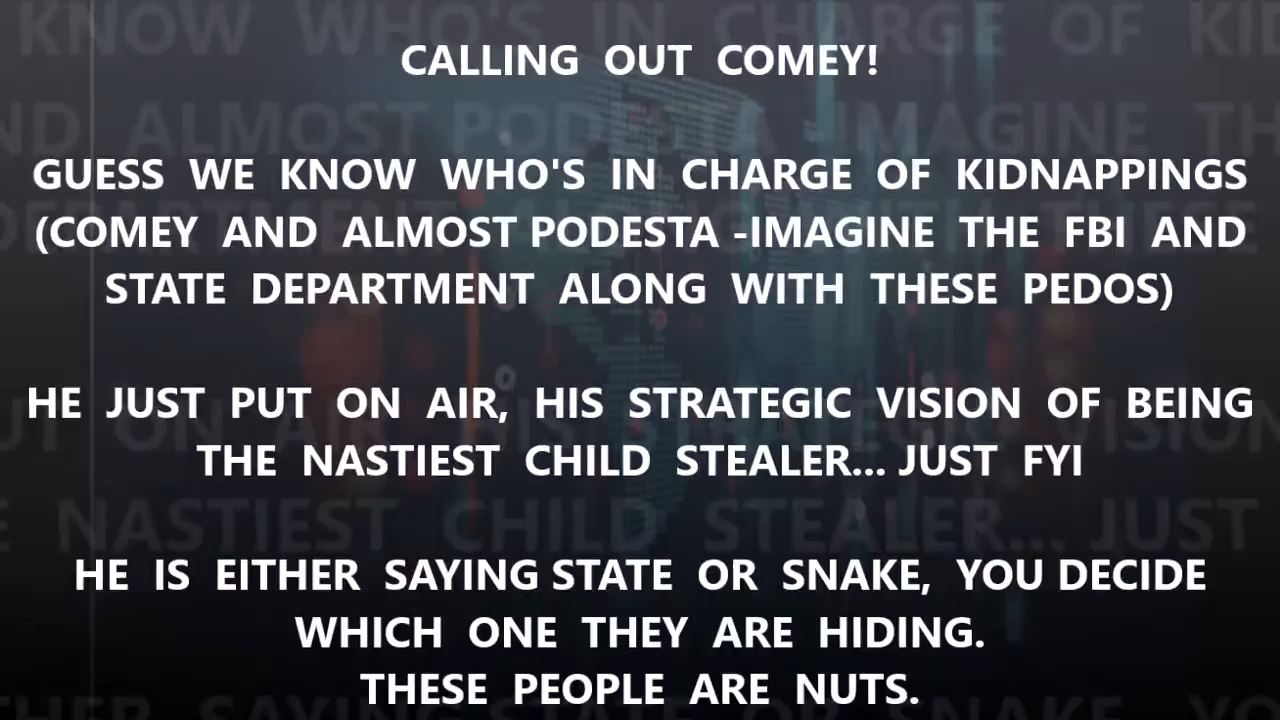 CALLING OUT COMEY!
GUESS WE KNOW WHO'S IN CHARGE OF KIDNAPPINGS
(COMEY AND ALMOST PODESTA -IMAGINE THE FBI AND
STATE DEPARTMENT ALONG WITH THESE PEDOS)
HE JUST PUT ON AIR, HIS STRATEGIC VISION OF BEING
THE NASTIEST CHILD STEALER... JUST FYI
HE IS EITHER SAYING STATE OR SNAKE, YOU DECIDE
WHICH ONE THEY ARE HIDING.
THESE PEOPLE ARE NUTS.